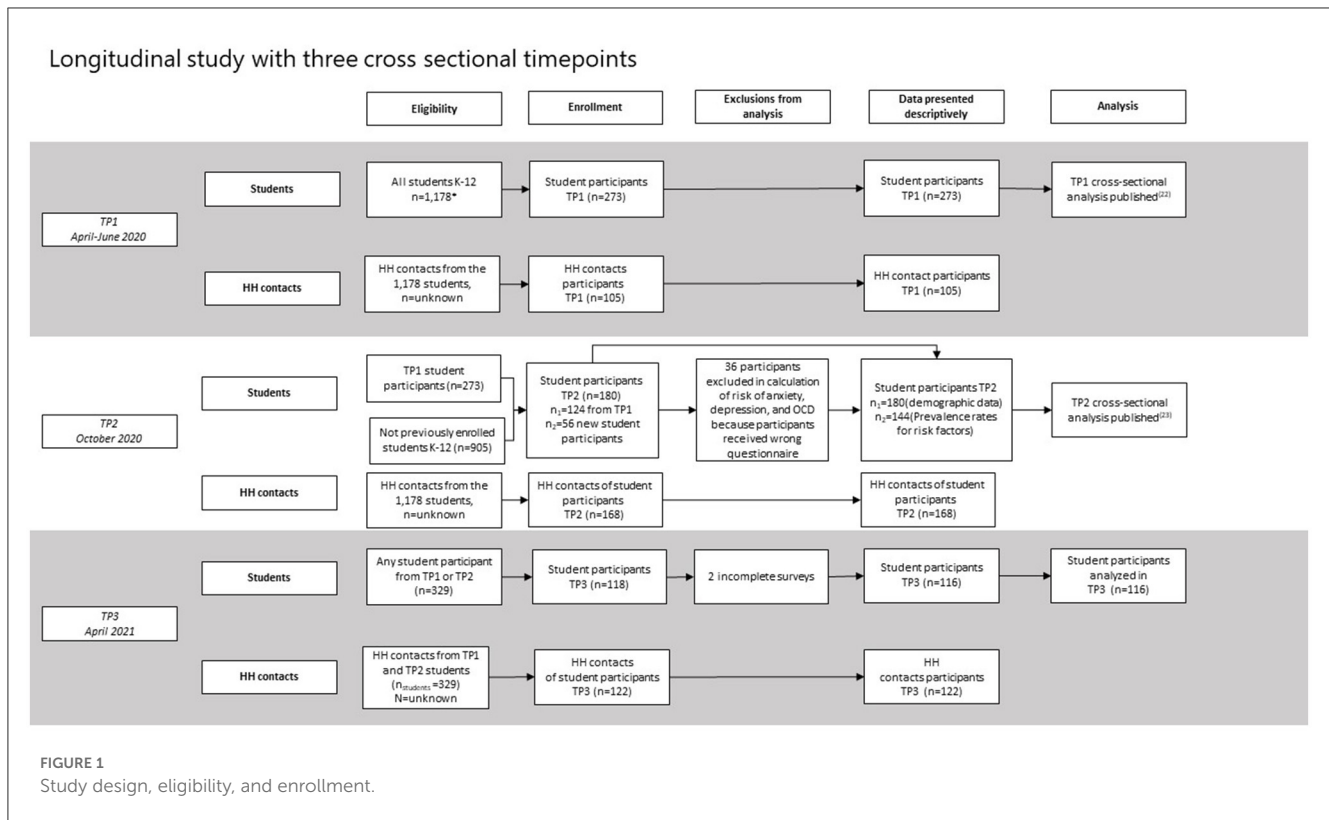 Longitudinal study with three cross sectional timepoints
Eligibility
Enrollment
Exclusions from
analysis
Data presented
descriptively
Analysis
TP1
April-June 2020
Students
All students K-12
n=1,178*
Student participants
TP1 (n=273)
Student participants
TP1 (n=273)
TP1 cross-sectional
analysis published(22)
HH contacts
HH contacts from the
1,178 students,
n=unknown
HH contacts
participants
TP1 (n=105)
HH contact participants
TP1 (n=105)
TP2
October 2020
Students
TP1 student
participants (n=273)
Not previously enrolled
students K-12 (n=905)
Student participants
TP2 (n=180)
n1=124 from TP1
n2=56 new student
participants
36 participants
excluded in calculation
of risk of anxiety,
depression, and OCD
because participants
received wrong
questionnaire
Student participants TP2
n1=180(demographic data)
n2=144(Prevalence rates
for risk factors)
TP2 cross-sectional
analysis published(23)
HH contacts
HH contacts from the
1,178 students,
n=unknown
HH contacts of student
participants
TP2 (n=168)
HH contacts of student
participants
TP2 (n=168)
TP3
April 2021
Students
Any student participant
from TP1 or TP2
(n=329)
Student participants
TP3 (n=118)
2 incomplete surveys
Student participants
TP3 (n=116)
Student participants
analyzed in
TP3 (n=116)
HH contacts
HH contacts from TP1
and TP2 students
(nstudents=329)
N=unknown
HH contacts
of student participants
TP3 (n=122)
HH
contacts participants
TP3 (n=122)
FIGURE 1
Study design, eligibility, and enrollment.